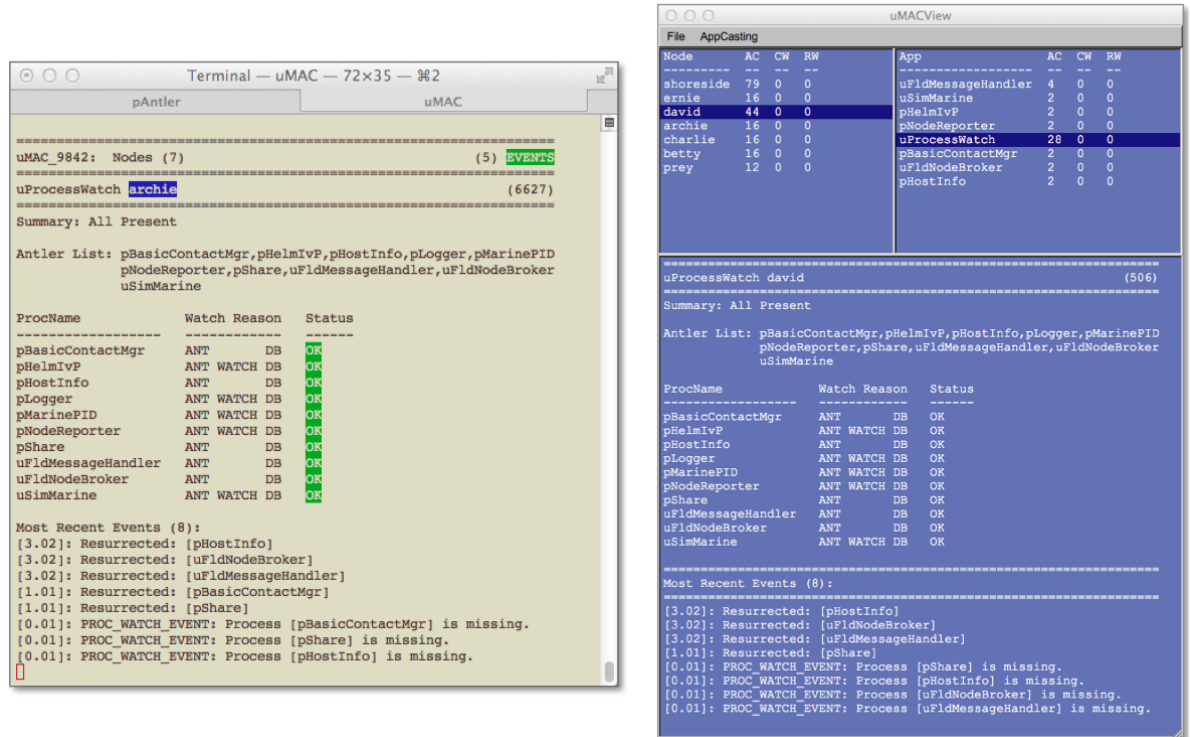 Terminal — uMAC — 72×35 — ⌘2
pAntler uMAC
========================================================================
uMAC_9842: Nodes (7) (5) EVENTS
========================================================================
uProcessWatch archie (6627)
========================================================================
Summary: All Present
Antler List: pBasicContactMgr,pHelmIvP,pHostInfo,pLogger,pMarinePID
pNodeReporter,pShare,uFldMessageHandler,uFldNodeBroker
uSimMarine
ProcName Watch Reason Status
------------------ ------------ ------
pBasicContactMgr ANT DB OK
pHelmIvP ANT WATCH DB OK
pHostInfo ANT DB OK
pLogger ANT WATCH DB OK
pMarinePID ANT WATCH DB OK
pNodeReporter ANT WATCH DB OK
pShare ANT DB OK
uFldMessageHandler ANT DB OK
uFldNodeBroker ANT DB OK
uSimMarine ANT WATCH DB OK
Most Recent Events (8):
[3.02]: Resurrected: [pHostInfo]
[3.02]: Resurrected: [uFldNodeBroker]
[3.02]: Resurrected: [uFldMessageHandler]
[1.01]: Resurrected: [pBasicContactMgr]
[1.01]: Resurrected: [pShare]
[0.01]: PROC_WATCH_EVENT: Process [pBasicContactMgr] is missing.
[0.01]: PROC_WATCH_EVENT: Process [pShare] is missing.
[0.01]: PROC_WATCH_EVENT: Process [pHostInfo] is missing.
uMACView
File AppCasting
Node AC CW RW
--------- -- -- --
shoreside 79 0 0
ernie 16 0 0
david 44 0 0
archie 16 0 0
charlie 16 0 0
betty 16 0 0
prey 12 0 0
App AC CW RW
------------------ -- -- --
uFldMessageHandler 4 0 0
uSimMarine 2 0 0
pHelmIvP 2 0 0
pNodeReporter 2 0 0
uProcessWatch 28 0 0
pBasicContactMgr 2 0 0
uFldNodeBroker 2 0 0
pHostInfo 2 0 0
========================================================================
uProcessWatch david (506)
========================================================================
Summary: All Present
Antler List: pBasicContactMgr,pHelmIvP,pHostInfo,pLogger,pMarinePID
pNodeReporter,pShare,uFldMessageHandler,uFldNodeBroker
uSimMarine
ProcName Watch Reason Status
------------------ ------------ ------
pBasicContactMgr ANT DB OK
pHelmIvP ANT WATCH DB OK
pHostInfo ANT DB OK
pLogger ANT WATCH DB OK
pMarinePID ANT WATCH DB OK
pNodeReporter ANT WATCH DB OK
pShare ANT DB OK
uFldMessageHandler ANT DB OK
uFldNodeBroker ANT DB OK
uSimMarine ANT WATCH DB OK
========================================================================
Most Recent Events (8):
========================================================================
[3.02]: Resurrected: [pHostInfo]
[3.02]: Resurrected: [uFldNodeBroker]
[3.02]: Resurrected: [uFldMessageHandler]
[1.01]: Resurrected: [pShare]
[0.01]: PROC_WATCH_EVENT: Process [pShare] is missing.
[0.01]: PROC_WATCH_EVENT: Process [pHostInfo] is missing.
[0.01]: PROC_WATCH_EVENT: Process [uFldNodeBroker] is missing.
[0.01]: PROC_WATCH_EVENT: Process [uFldMessageHandler] is missing.